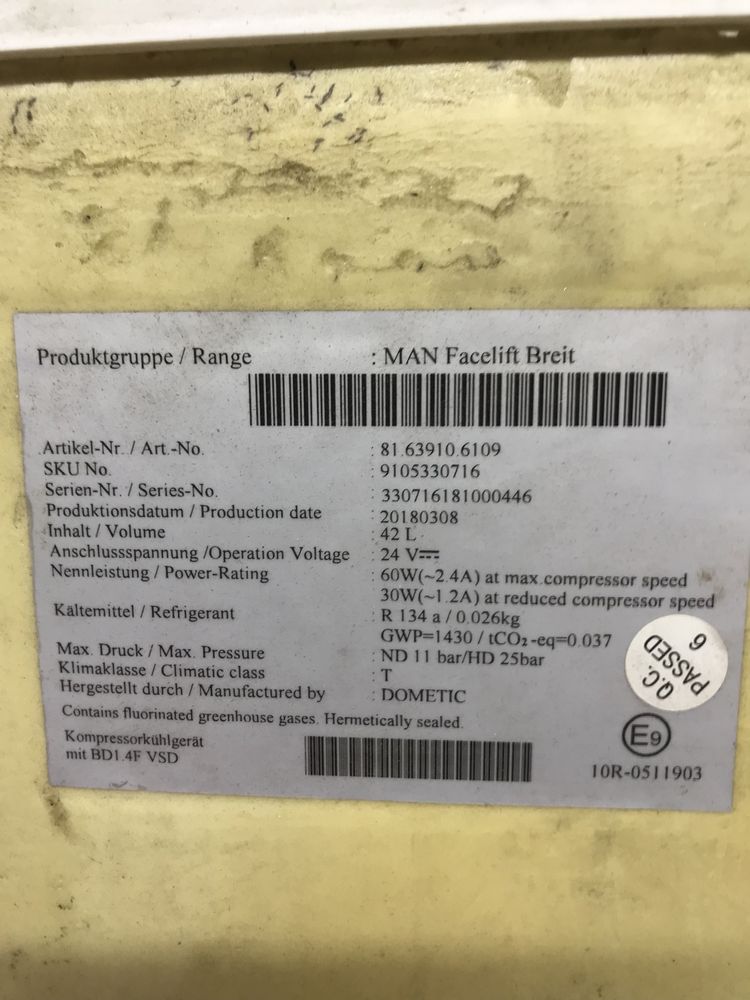 Produktgruppe / Range : MAN Facelift Breit
Artikel-Nr. / Art.-No. : 81.63910.6109
SKU No. : 9105330716
Serien-Nr. / Series-No. : 330716181000446
Produktionsdatum / Production date : 20180308
Inhalt / Volume : 42 L
Anschlussspannung /Operation Voltage : 24 V
Nennleistung / Power-Rating : 60W(~2.4A) at max.compressor speed
30W(~1.2A) at reduced compressor speed
Kältemittel / Refrigerant : R 134 a / 0.026kg
GWP=1430 / tCO₂-eq=0.037
Max. Druck / Max. Pressure : ND 11 bar/HD 25bar
Klimaklasse / Climatic class : T
Hergestellt durch / Manufactured by : DOMETIC
Contains fluorinated greenhouse gases. Hermetically sealed.
Kompressorkühlgerät
mit BD1.4F VSD
Q.C.
PASSED
6
E9
10R-0511903